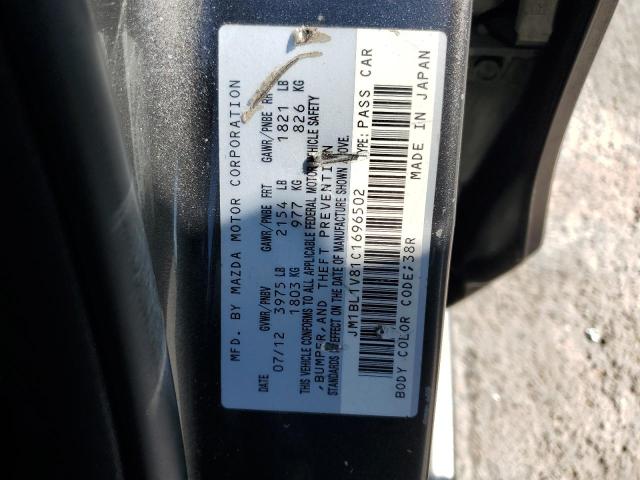 MFD. BY MAZDA MOTOR CORPORATION
DATE GVWR/PNBV GAWR/PNBE FRT GAWR/PNBE RR
07/12 3975 LB 2154 LB 1821 LB
1803 KG 977 KG 826 KG
THIS VEHICLE CONFORMS TO ALL APPLICABLE FEDERAL MOTOR VEHICLE SAFETY
,BUMPER,AND THEFT PREVENTION
STANDARDS IN EFFECT ON THE DATE OF MANUFACTURE SHOWN ABOVE.
JM1BL1V81C1696502 TYPE:PASS CAR
BODY COLOR CODE;38R MADE IN JAPAN